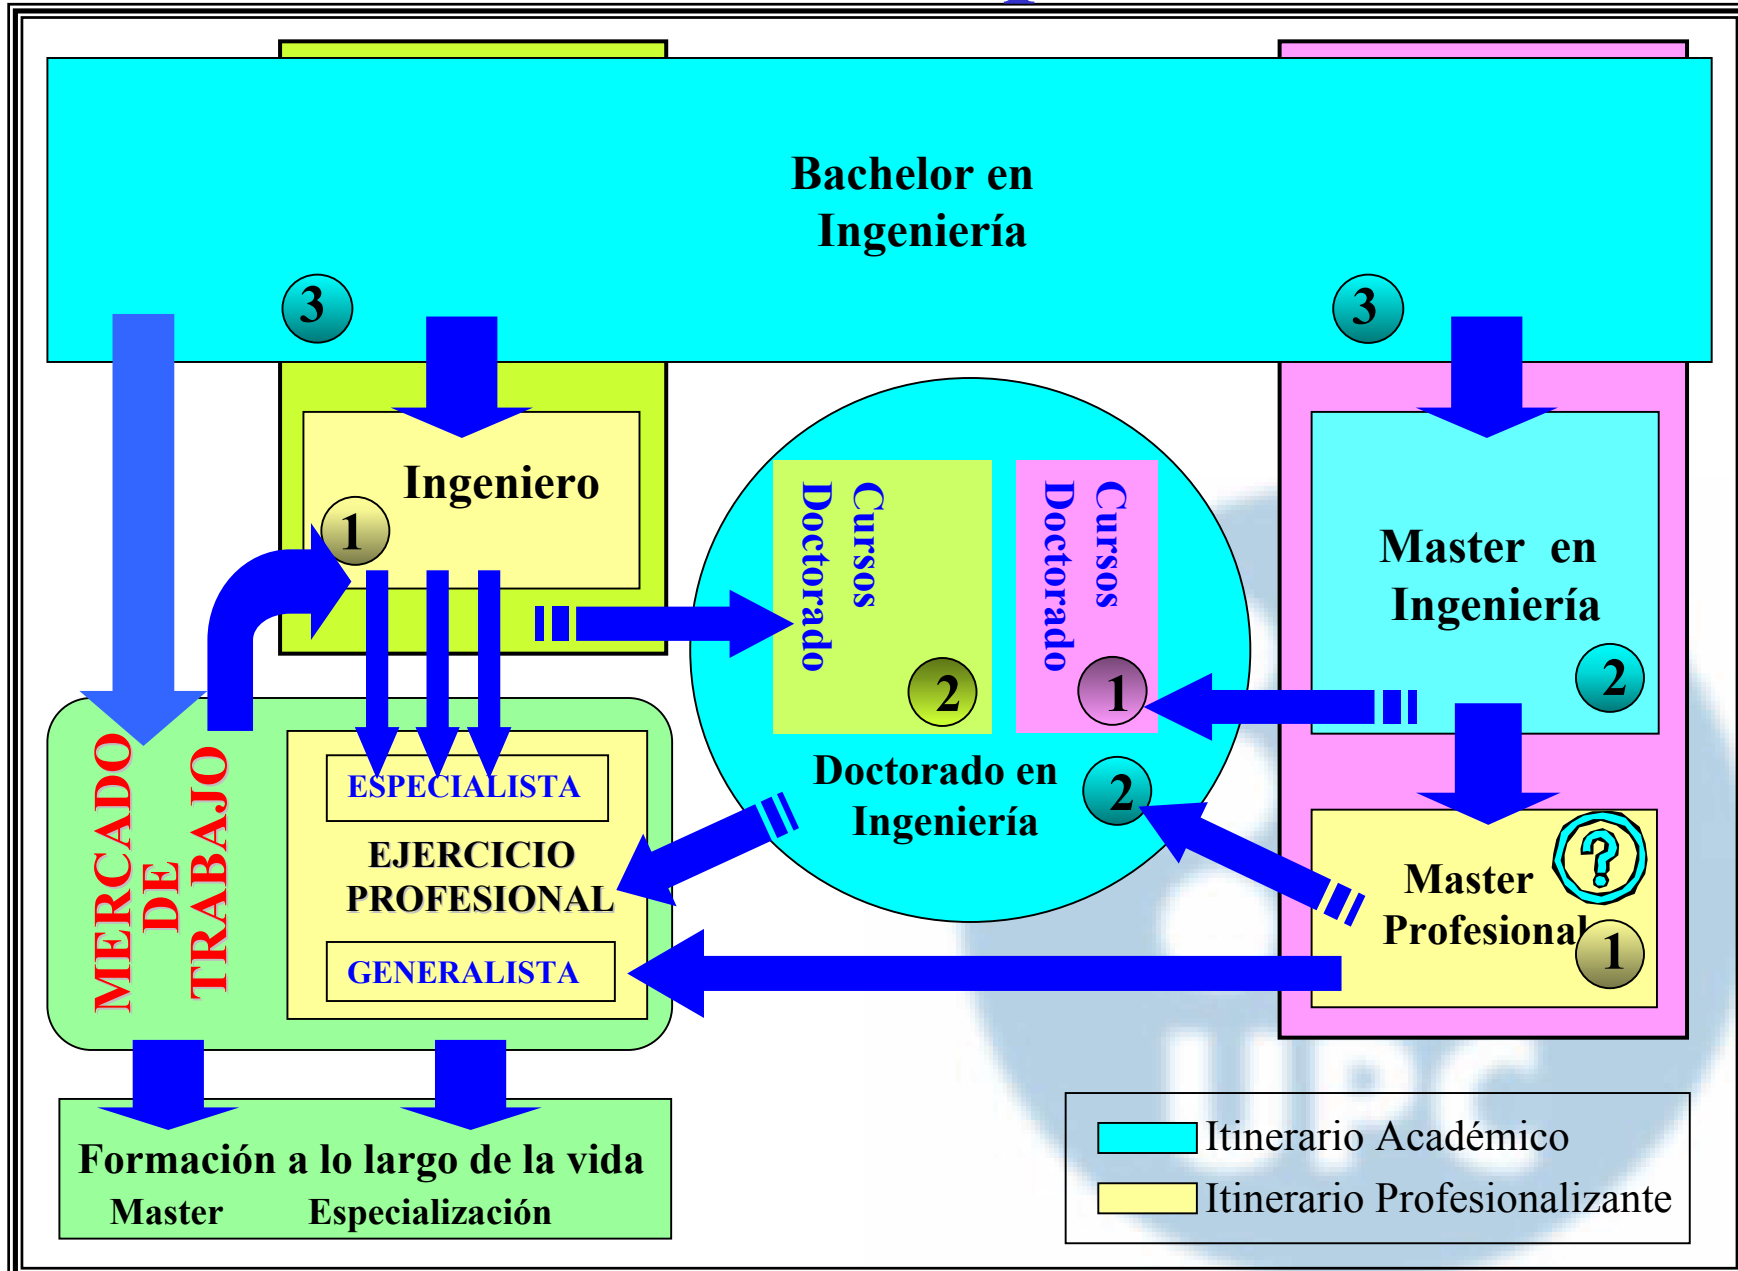 Bachelor en
Ingeniería
3
3
Ingeniero
1
Cursos
Doctorado
2
Cursos
Doctorado
1
Master en
Ingeniería
2
Doctorado en
Ingeniería
2
MERCADO
DE
TRABAJO
ESPECIALISTA
EJERCICIO
PROFESIONAL
GENERALISTA
?
Master
Profesional
1
Formación a lo largo de la vida
Master Especialización
Itinerario Académico
Itinerario Profesionalizante
UPC